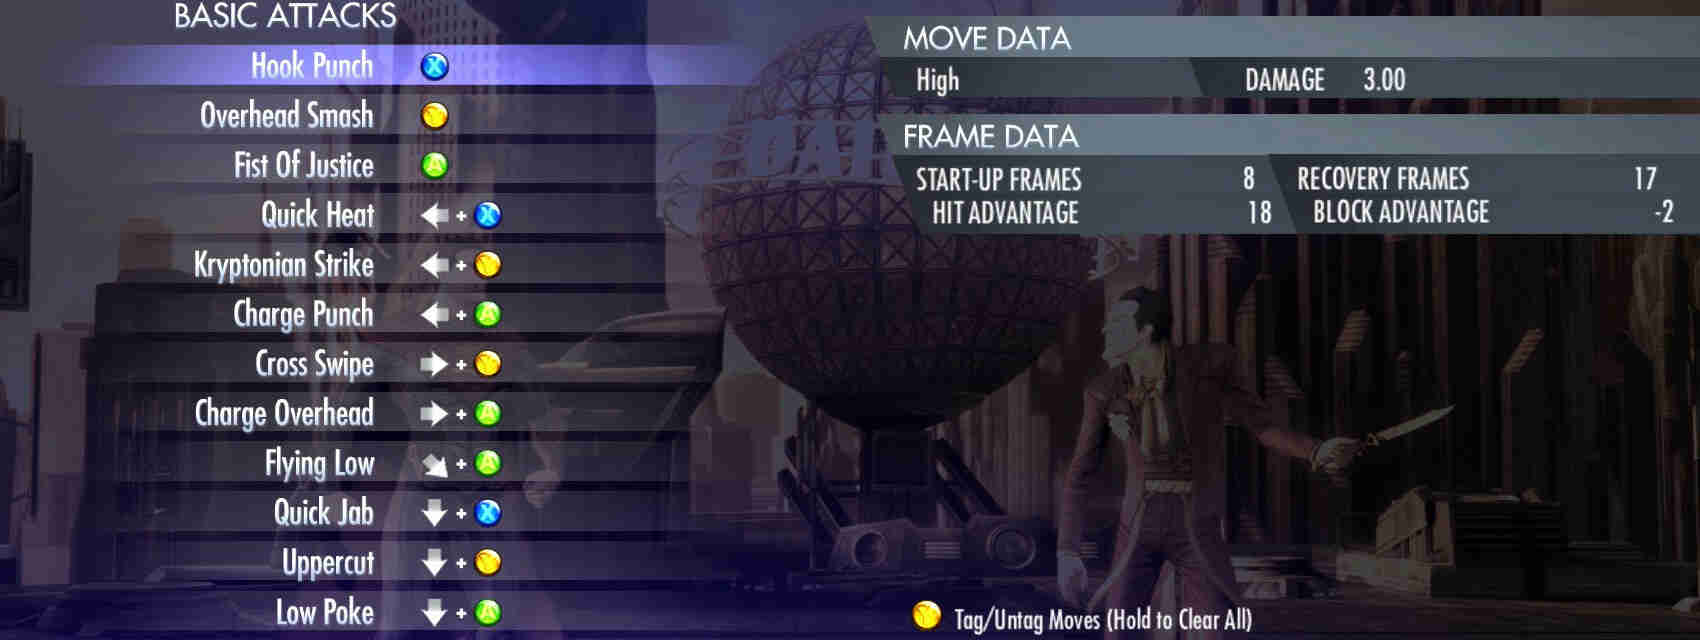 BASIC ATTACKS
Hook Punch X
Overhead Smash Y
Fist Of Justice A
Quick Heat + X
Kryptonian Strike + Y
Charge Punch + A
Cross Swipe + Y
Charge Overhead + A
Flying Low + A
Quick Jab + X
Uppercut + Y
Low Poke + A
MOVE DATA
High DAMAGE 3.00
FRAME DATA
START-UP FRAMES 8 RECOVERY FRAMES 17
HIT ADVANTAGE 18 BLOCK ADVANTAGE -2
Y Tag/Untag Moves (Hold to Clear All)